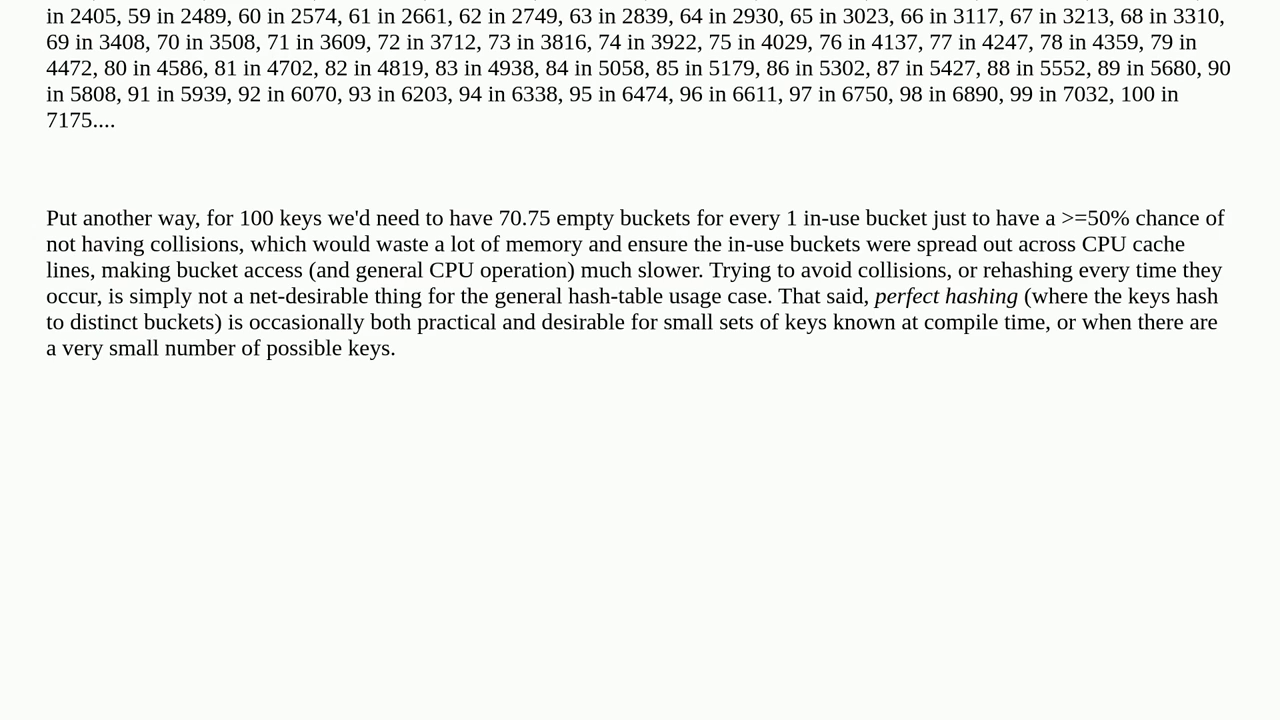 in 2405, 59 in 2489, 60 in 2574, 61 in 2661, 62 in 2749, 63 in 2839, 64 in 2930, 65 in 3023, 66 in 3117, 67 in 3213, 68 in 3310,
69 in 3408, 70 in 3508, 71 in 3609, 72 in 3712, 73 in 3816, 74 in 3922, 75 in 4029, 76 in 4137, 77 in 4247, 78 in 4359, 79 in
4472, 80 in 4586, 81 in 4702, 82 in 4819, 83 in 4938, 84 in 5058, 85 in 5179, 86 in 5302, 87 in 5427, 88 in 5552, 89 in 5680, 90
in 5808, 91 in 5939, 92 in 6070, 93 in 6203, 94 in 6338, 95 in 6474, 96 in 6611, 97 in 6750, 98 in 6890, 99 in 7032, 100 in
7175....
Put another way, for 100 keys we'd need to have 70.75 empty buckets for every 1 in-use bucket just to have a >=50% chance of
not having collisions, which would waste a lot of memory and ensure the in-use buckets were spread out across CPU cache
lines, making bucket access (and general CPU operation) much slower. Trying to avoid collisions, or rehashing every time they
occur, is simply not a net-desirable thing for the general hash-table usage case. That said, perfect hashing (where the keys hash
to distinct buckets) is occasionally both practical and desirable for small sets of keys known at compile time, or when there are
a very small number of possible keys.